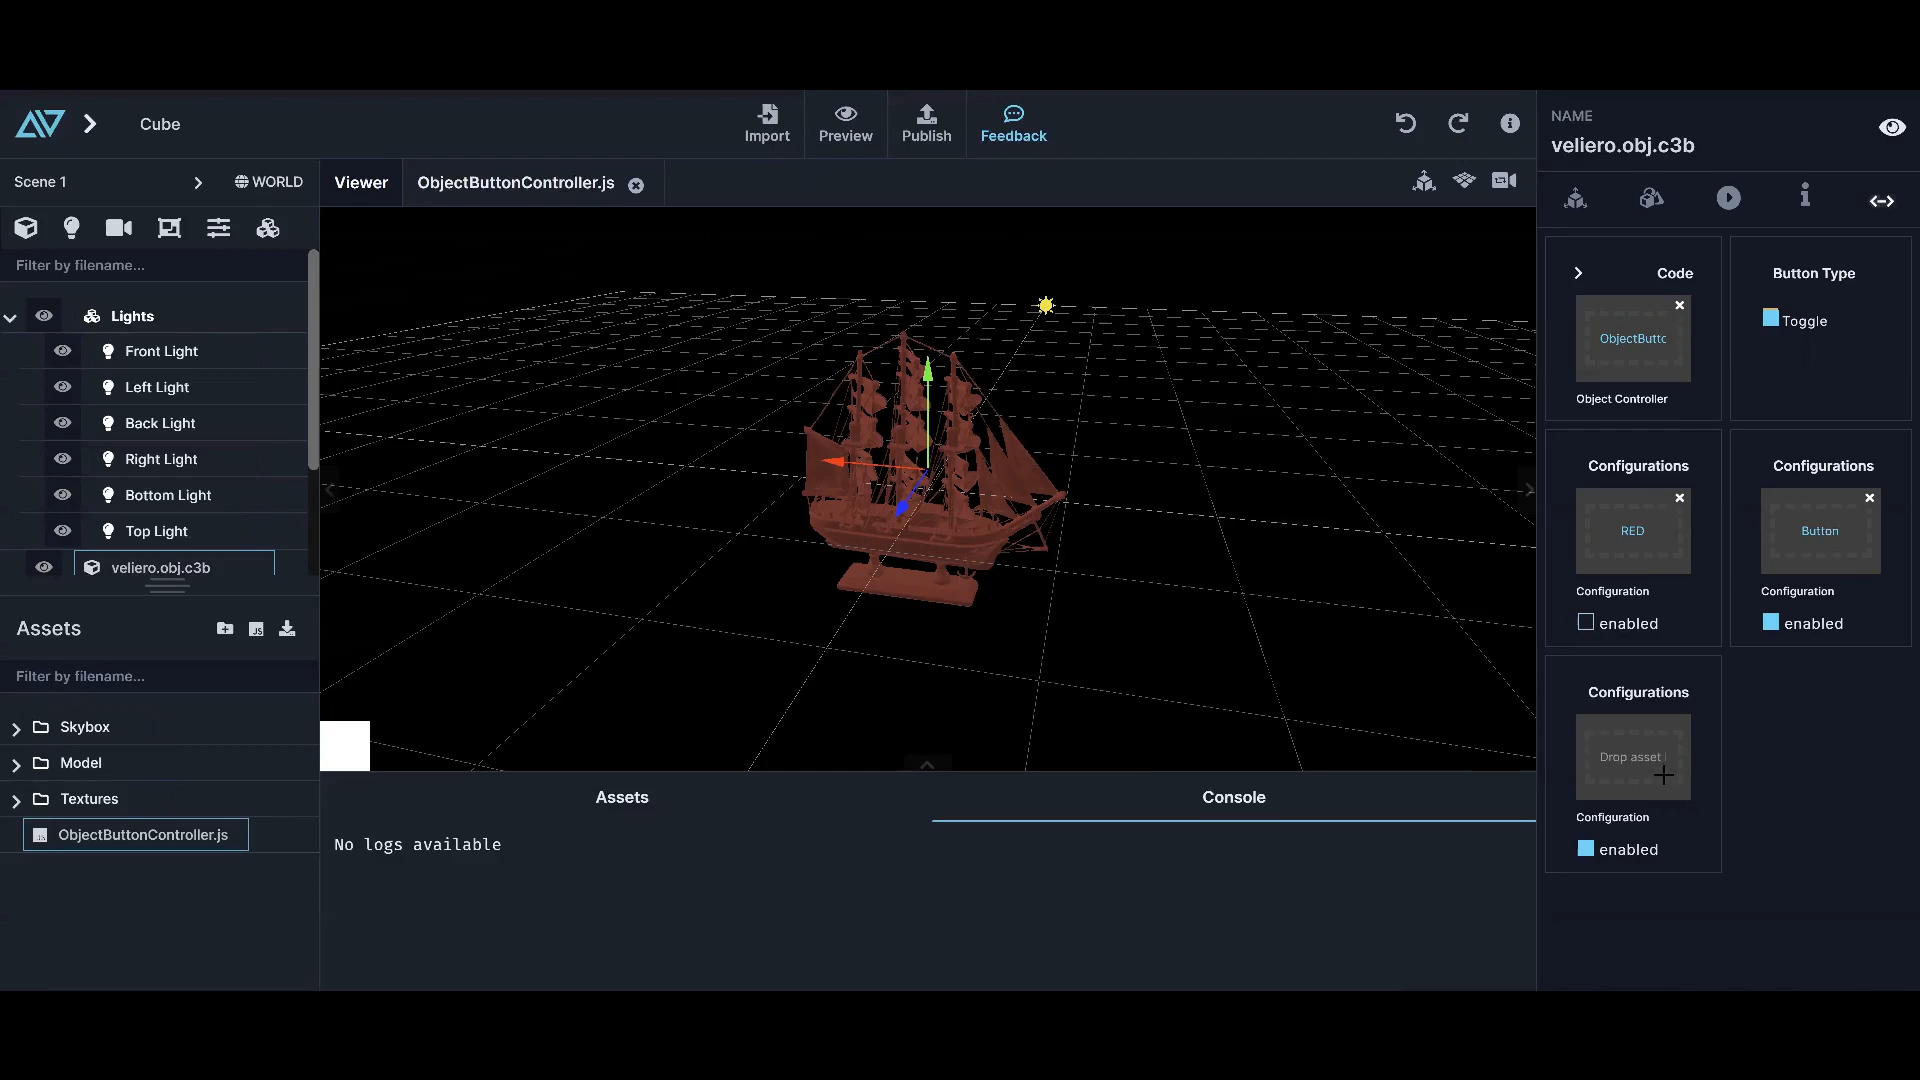 Cube
Import
Preview
Publish
Feedback
NAME
veliero.obj.c3b
Scene 1
WORLD
Viewer
ObjectButtonController.js
Filter by filename...
Lights
Front Light
Left Light
Back Light
Right Light
Bottom Light
Top Light
veliero.obj.c3b
Assets
JS
Filter by filename...
Skybox
Model
Textures
ObjectButtonController.js
Assets
Console
No logs available
Code
ObjectButtc
Object Controller
Button Type
Toggle
Configurations
RED
Configuration
enabled
Configurations
Button
Configuration
enabled
Configurations
Drop asset
Configuration
enabled